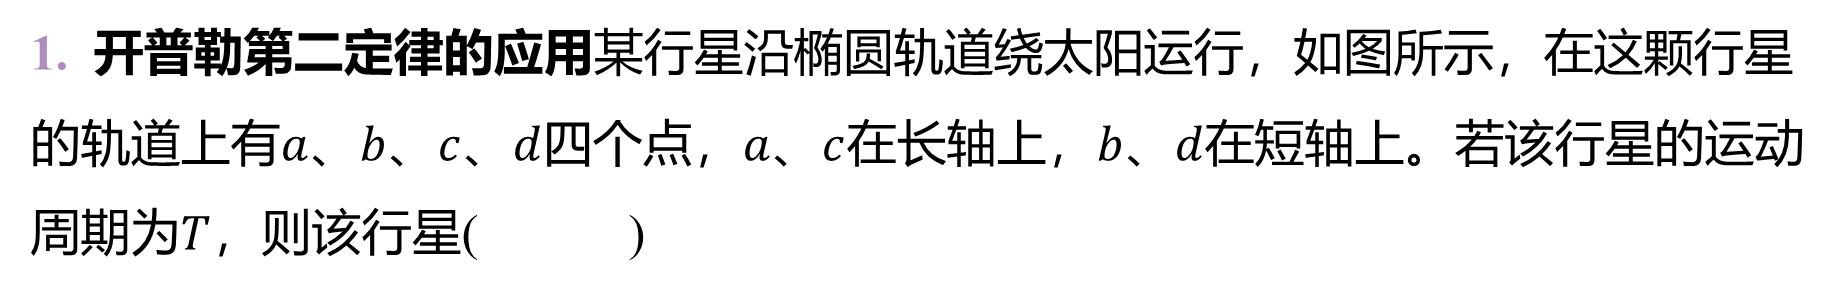 1. 开普勒第二定律的应用某行星沿椭圆轨道绕太阳运行，如图所示，在这颗行星
的轨道上有a、b、c、d四个点，a、c在长轴上，b、d在短轴上。若该行星的运动
周期为T，则该行星(　　)